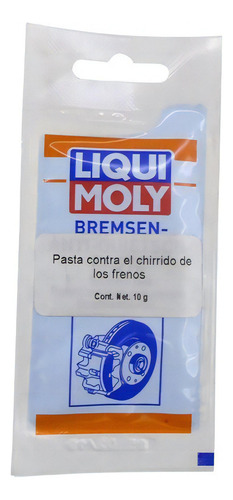 LIQUI
MOLY
BREMSEN-
Pasta contra el chirrido de
los frenos
Cont. Net. 10 g